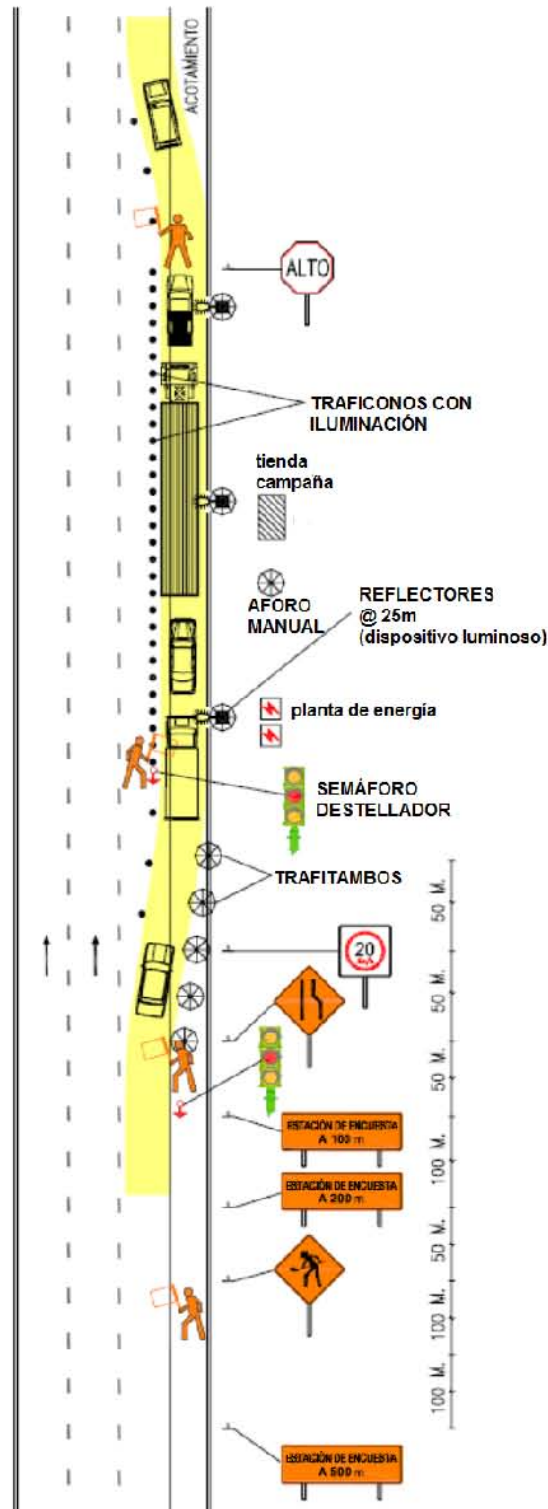 ACOTAMIENTO
ALTO
TRAFICONOS CON
ILUMINACIÓN
tienda
campaña
AFORO
MANUAL
REFLECTORES
@ 25m
(dispositivo luminoso)
planta de energía
SEMÁFORO
DESTELLADOR
TRAFITAMBOS
50 M.
20
50 M.
50 M.
ESTACIÓN DE ENCUESTA
A 100 m
100 M.
ESTACIÓN DE ENCUESTA
A 200 m
50 M.
100 M.
100 M.
ESTACIÓN DE ENCUESTA
A 500 m